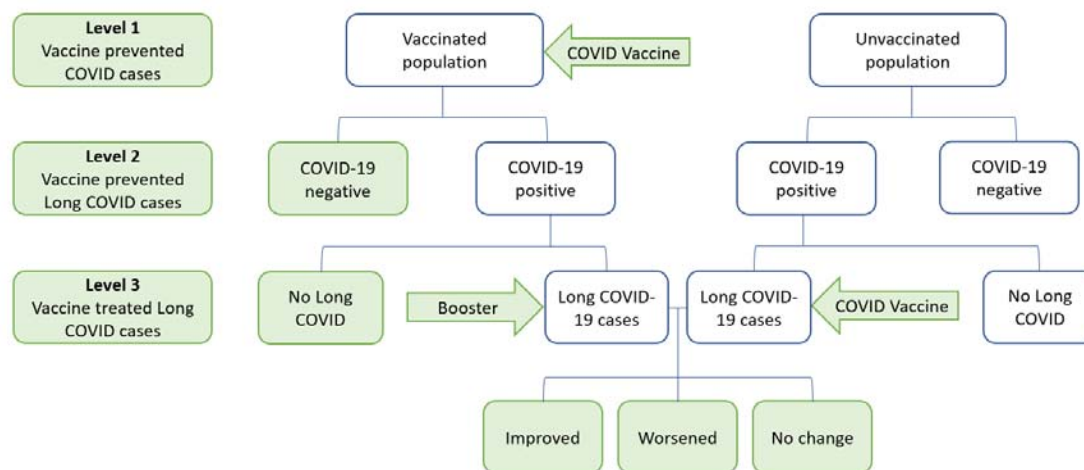 Level 1
Vaccine prevented
COVID cases
Vaccinated
population
COVID Vaccine
Unvaccinated
population
Level 2
Vaccine prevented
Long COVID cases
COVID-19
negative
COVID-19
positive
COVID-19
positive
COVID-19
negative
Level 3
Vaccine treated Long
COVID cases
No Long
COVID
Booster
Long COVID-
19 cases
Long COVID-
19 cases
COVID Vaccine
No Long
COVID
Improved
Worsened
No change